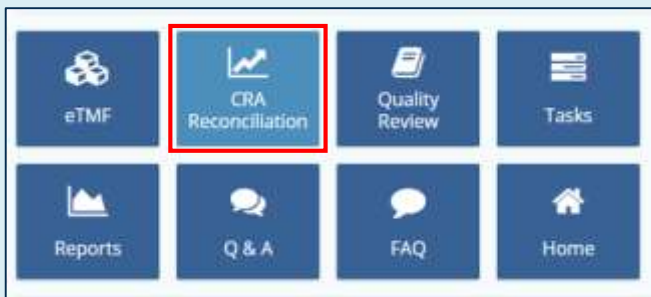 eTMF
CRA
Reconciliation
Quality
Review
Tasks
Reports
Q & A
FAQ
Home